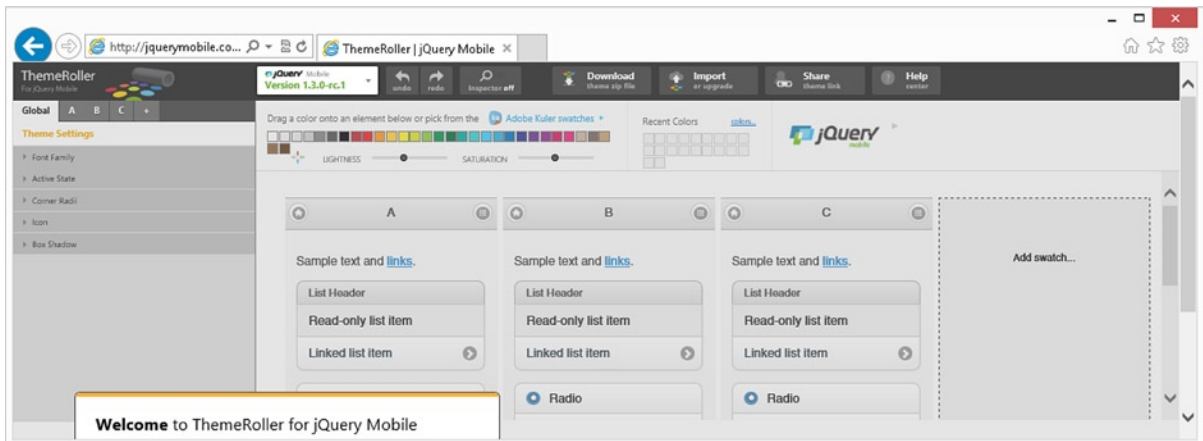 http://jquerymobile.co...
ThemeRoller | jQuery Mobile
ThemeRoller
For jQuery Mobile
jQuery Mobile
Version 1.3.0-rc.1
undo
redo
Inspector off
Download
theme zip file
Import
or upgrade
Share
theme link
Help
center
Global A B C +
Theme Settings
Font Family
Active State
Corner Radii
Icon
Box Shadow
Drag a color onto an element below or pick from the Adobe Kuler swatches
LIGHTNESS
SATURATION
Recent Colors
colors...
jQuery
mobile
A
Sample text and links.
List Header
Read-only list item
Linked list item
B
Sample text and links.
List Header
Read-only list item
Linked list item
Radio
C
Sample text and links.
List Header
Read-only list item
Linked list item
Radio
Add swatch...
Welcome to ThemeRoller for jQuery Mobile